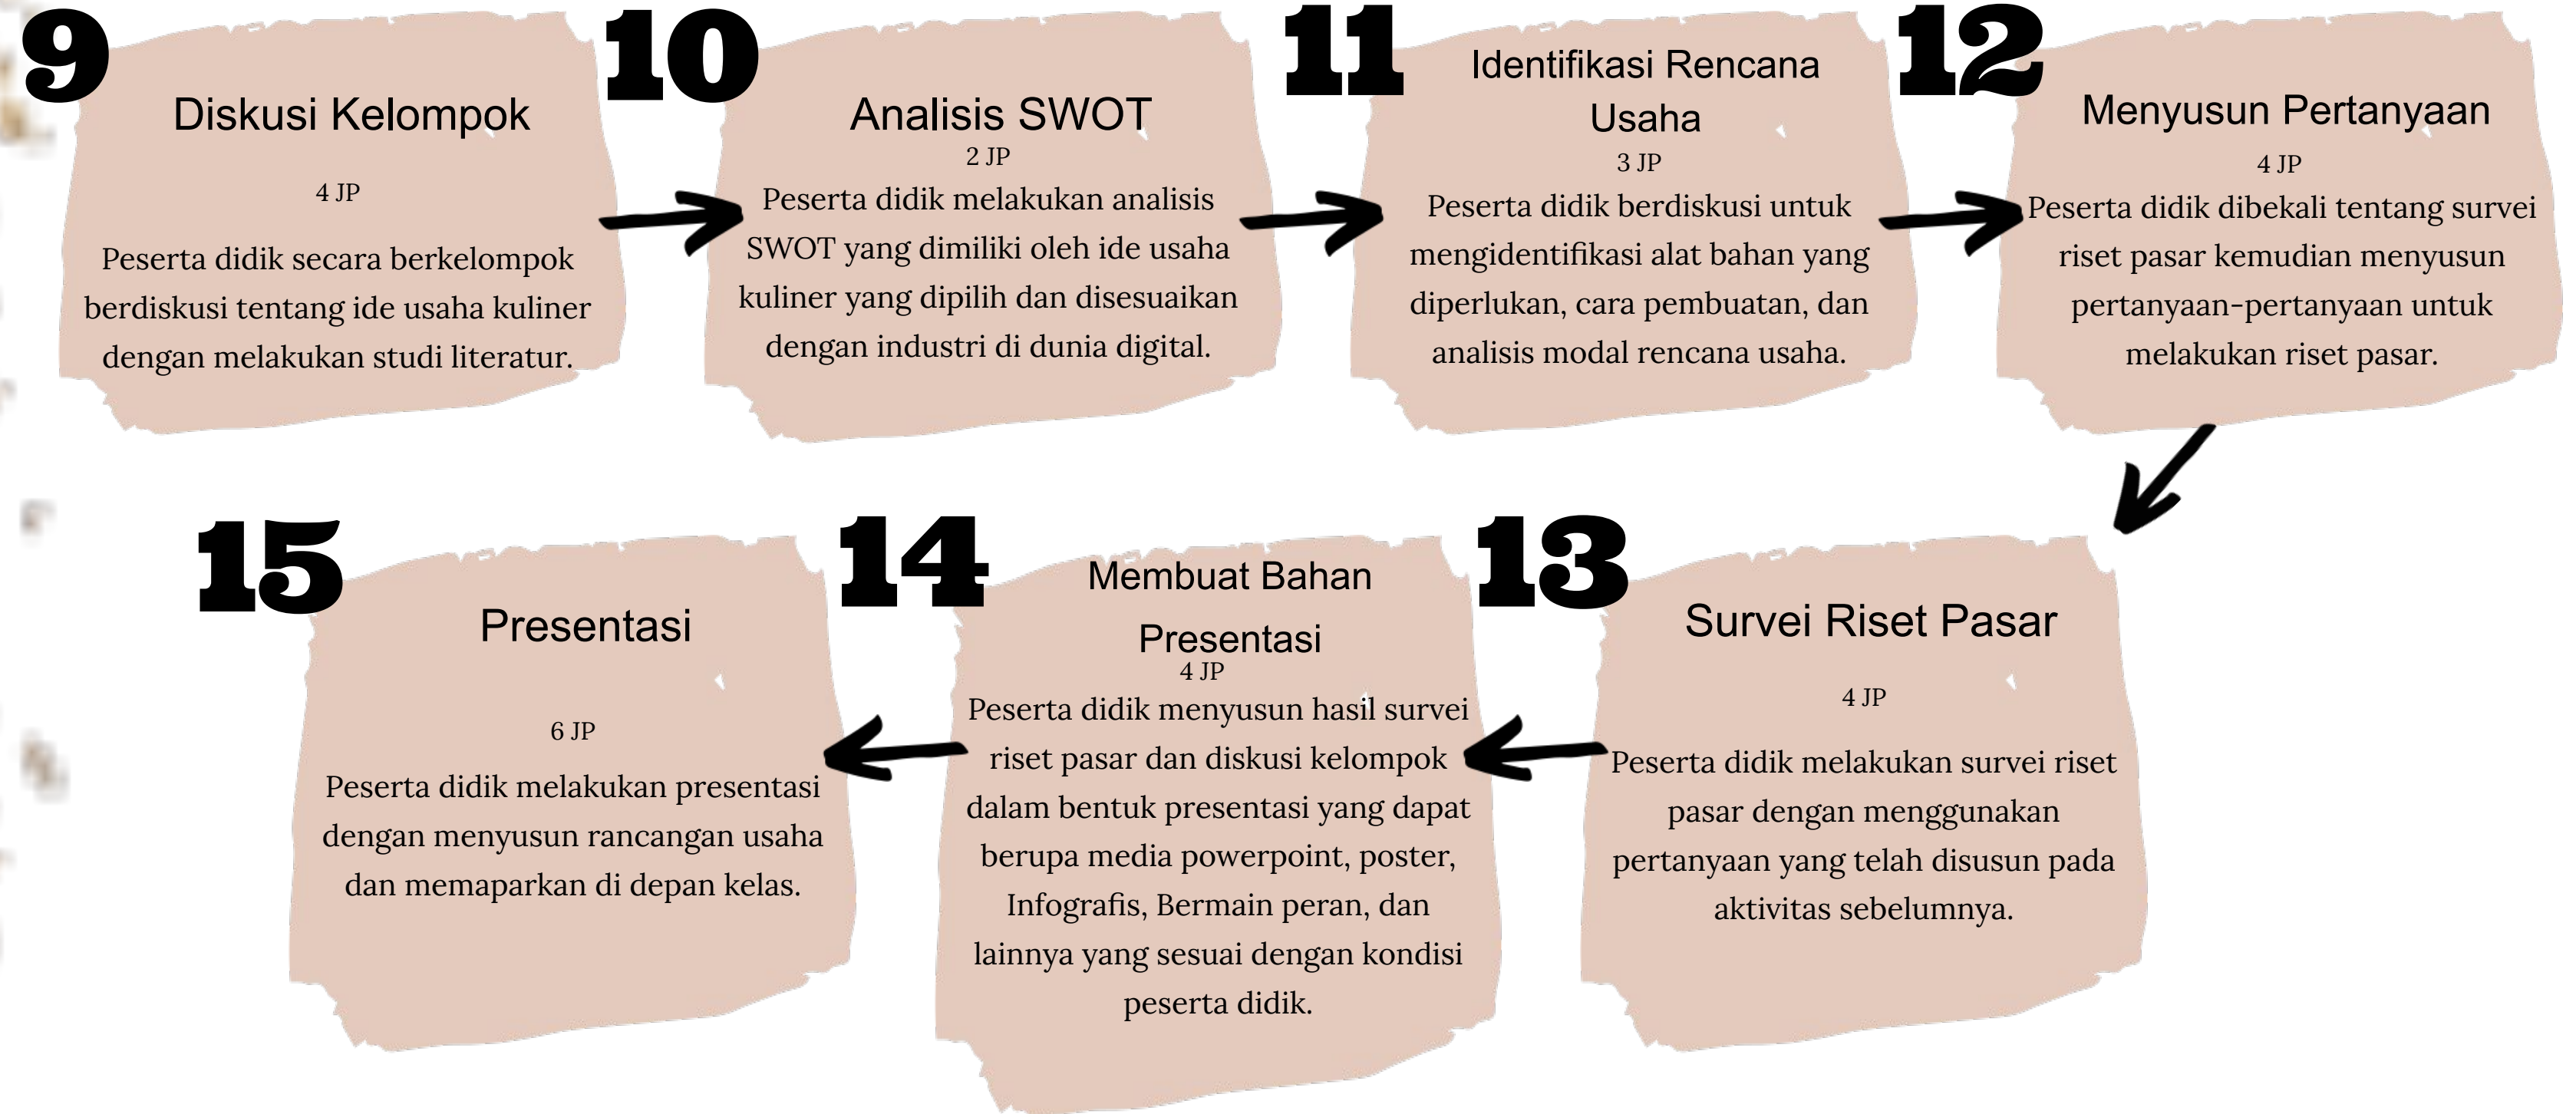 9
Diskusi Kelompok
4 JP
Peserta didik secara berkelompok
berdiskusi tentang ide usaha kuliner
dengan melakukan studi literatur.
10
Analisis SWOT
2 JP
Peserta didik melakukan analisis
SWOT yang dimiliki oleh ide usaha
kuliner yang dipilih dan disesuaikan
dengan industri di dunia digital.
11
Identifikasi Rencana
Usaha
3 JP
Peserta didik berdiskusi untuk
mengidentifikasi alat bahan yang
diperlukan, cara pembuatan, dan
analisis modal rencana usaha.
12
Menyusun Pertanyaan
4 JP
Peserta didik dibekali tentang survei
riset pasar kemudian menyusun
pertanyaan-pertanyaan untuk
melakukan riset pasar.
13
Survei Riset Pasar
4 JP
Peserta didik melakukan survei riset
pasar dengan menggunakan
pertanyaan yang telah disusun pada
aktivitas sebelumnya.
14
Membuat Bahan
Presentasi
4 JP
Peserta didik menyusun hasil survei
riset pasar dan diskusi kelompok
dalam bentuk presentasi yang dapat
berupa media powerpoint, poster,
Infografis, Bermain peran, dan
lainnya yang sesuai dengan kondisi
peserta didik.
15
Presentasi
6 JP
Peserta didik melakukan presentasi
dengan menyusun rancangan usaha
dan memaparkan di depan kelas.